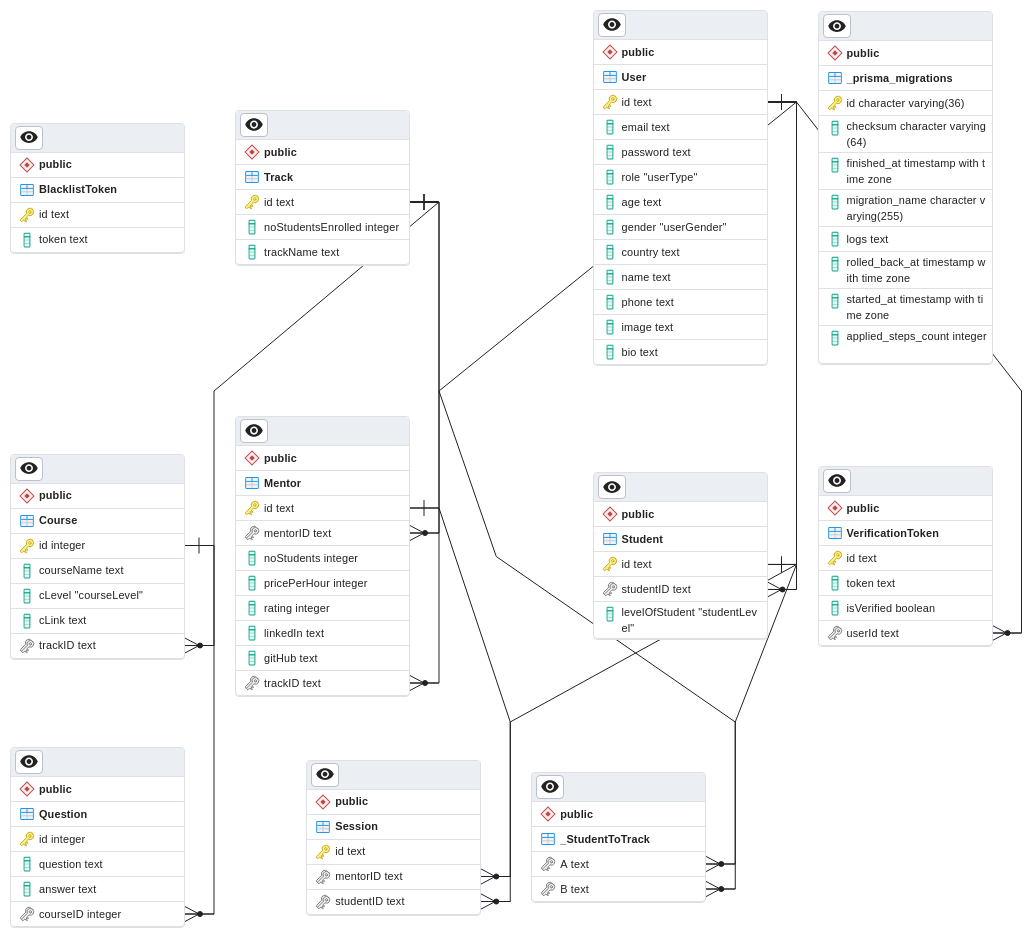 public
BlacklistToken
id text
token text
public
Track
id text
noStudentsEnrolled integer
trackName text
public
User
id text
email text
password text
role "userType"
age text
gender "userGender"
country text
name text
phone text
image text
bio text
public
_prisma_migrations
id character varying(36)
checksum character varying
(64)
finished_at timestamp with t
ime zone
migration_name character v
arying(255)
logs text
rolled_back_at timestamp w
ith time zone
started_at timestamp with ti
me zone
applied_steps_count integer
public
Course
id integer
courseName text
cLevel "courseLevel"
cLink text
trackID text
public
Mentor
id text
mentorID text
noStudents integer
pricePerHour integer
rating integer
linkedIn text
gitHub text
trackID text
public
Student
id text
studentID text
levelOfStudent "studentLev
el"
public
VerificationToken
id text
token text
isVerified boolean
userId text
public
Question
id integer
question text
answer text
courseID integer
public
Session
id text
mentorID text
studentID text
public
_StudentToTrack
A text
B text